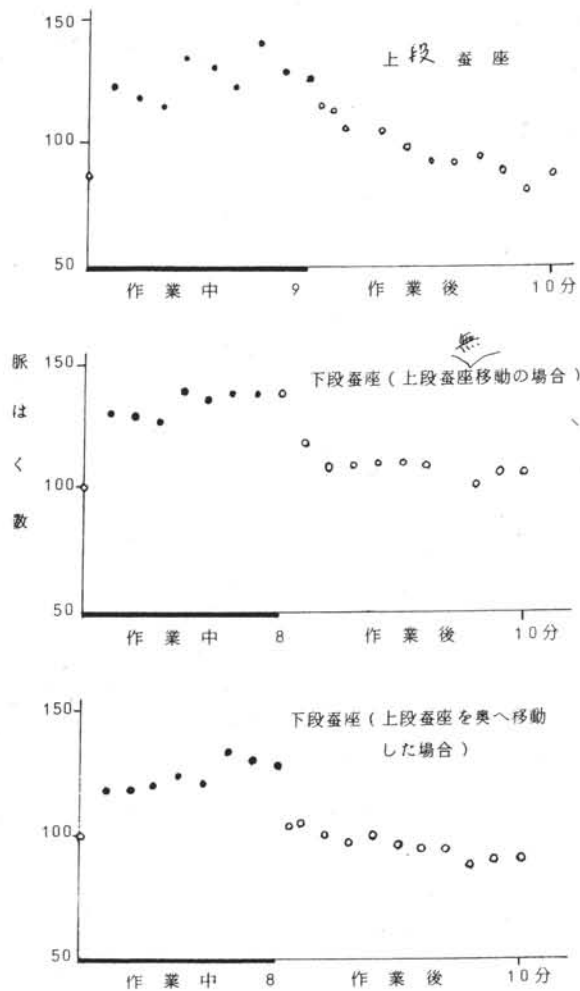 150
上段 蚕座
100
50
作業中 9 作業後 10分
無
150
下段蚕座(上段蚕座移動の場合)
脈はく数
100
50
作業中 8 作業後 10分
150
下段蚕座(上段蚕座を奥へ移動
した場合)
100
50
作業中 8 作業後 10分